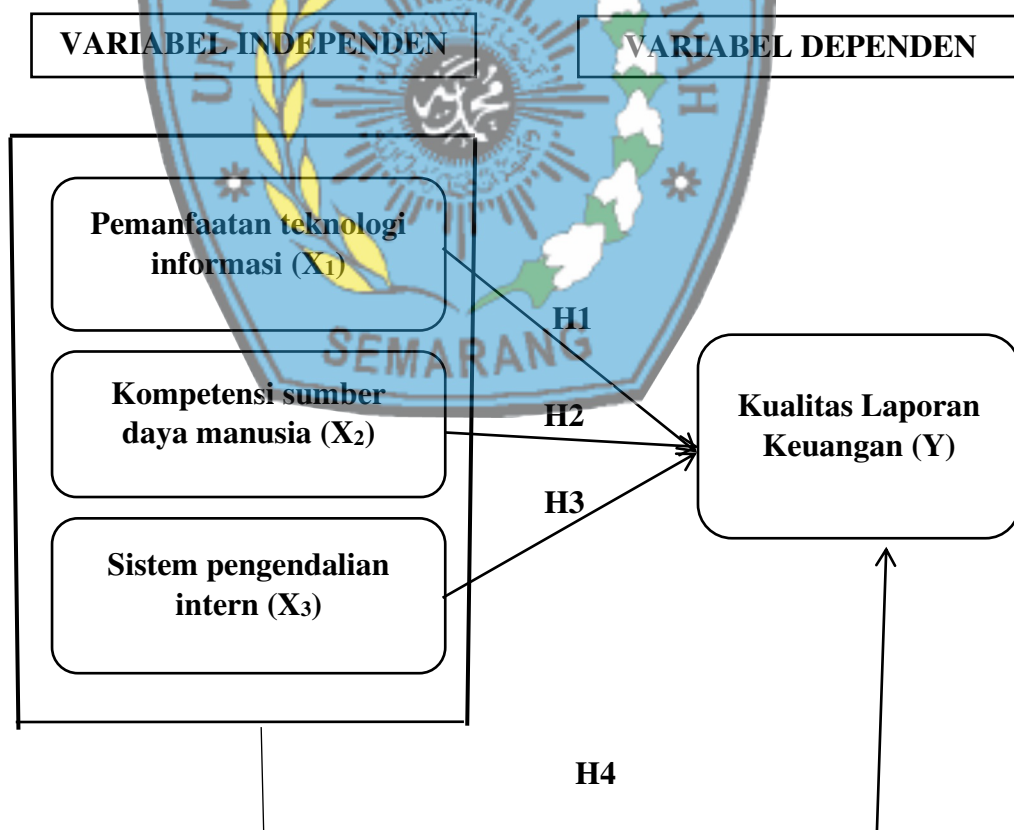 VARIABEL INDEPENDEN
VARIABEL DEPENDEN
Pemanfaatan teknologi
informasi (X₁)
H1
SEMARANG
Kompetensi sumber
daya manusia (X₂)
H2
Kualitas Laporan
Keuangan (Y)
H3
Sistem pengendalian
intern (X₃)
H4